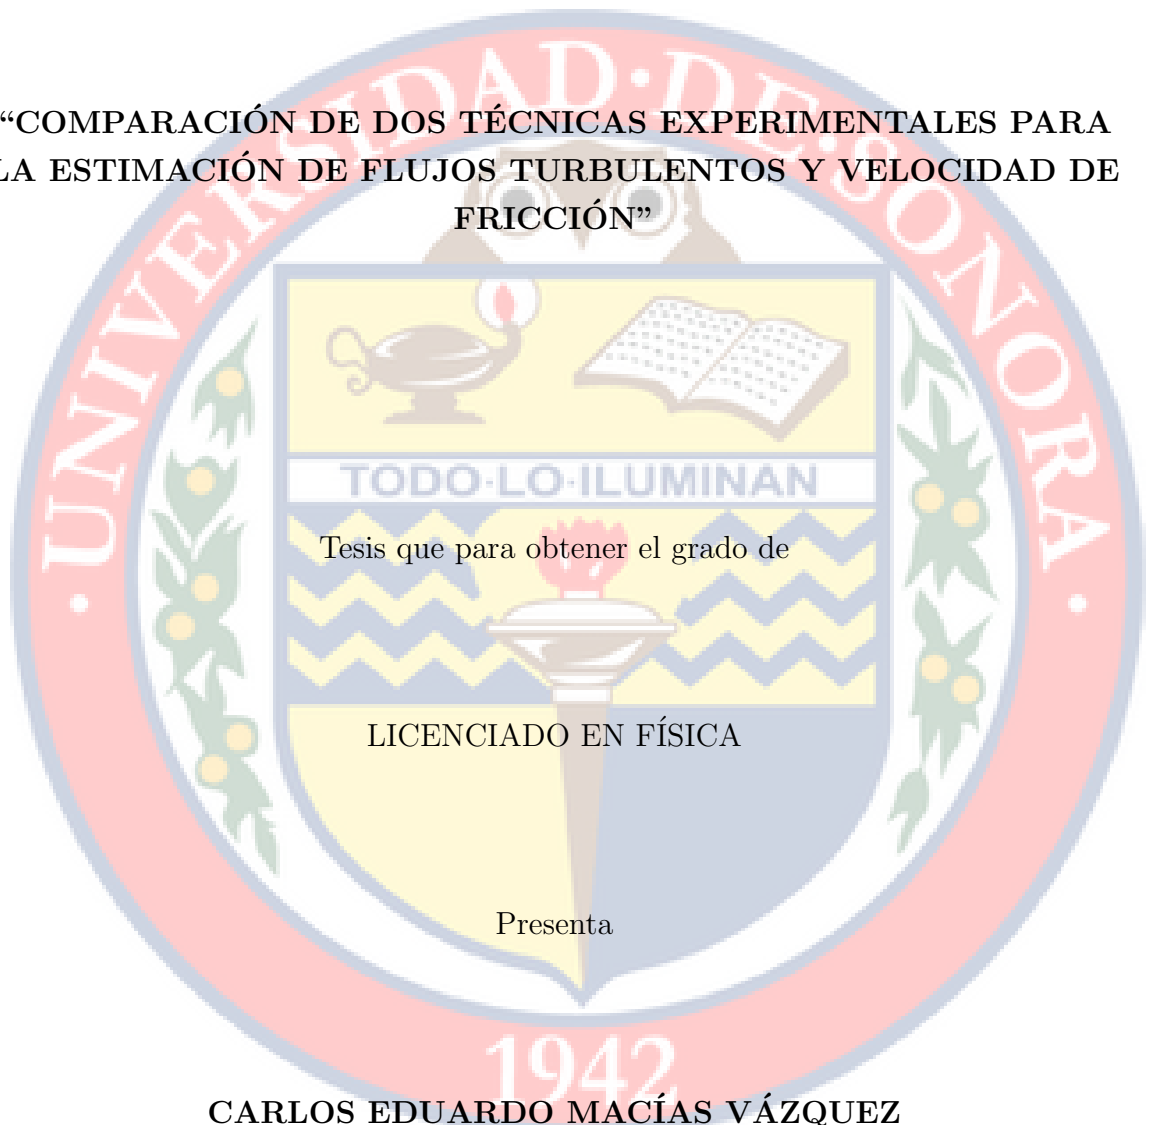 UNIVERSIDAD·DE·SONORA
“COMPARACIÓN DE DOS TÉCNICAS EXPERIMENTALES PARA
LA ESTIMACIÓN DE FLUJOS TURBULENTOS Y VELOCIDAD DE
FRICCIÓN”
TODO·LO·ILUMINAN
Tesis que para obtener el grado de
LICENCIADO EN FÍSICA
Presenta
1942
CARLOS EDUARDO MACÍAS VÁZQUEZ